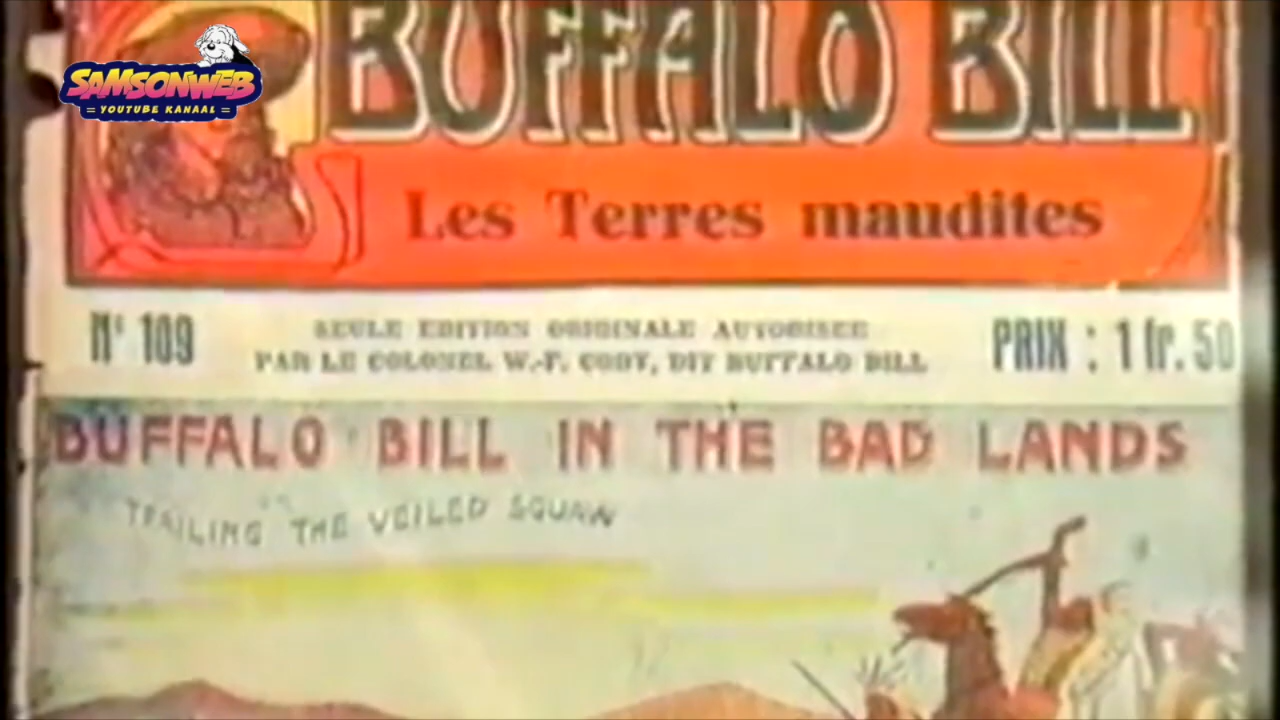 SAMSONWEB
YOUTUBE KANAAL
BUFFALO BILL
Les Terres maudites
N° 109
SEULE EDITION ORIGINALE AUTORISEE
PAR LE COLONEL W.-F. CODY, DIT BUFFALO BILL
PRIX : 1 fr. 50
BUFFALO BILL IN THE BAD LANDS
TRAILING THE VEILED SQUAW